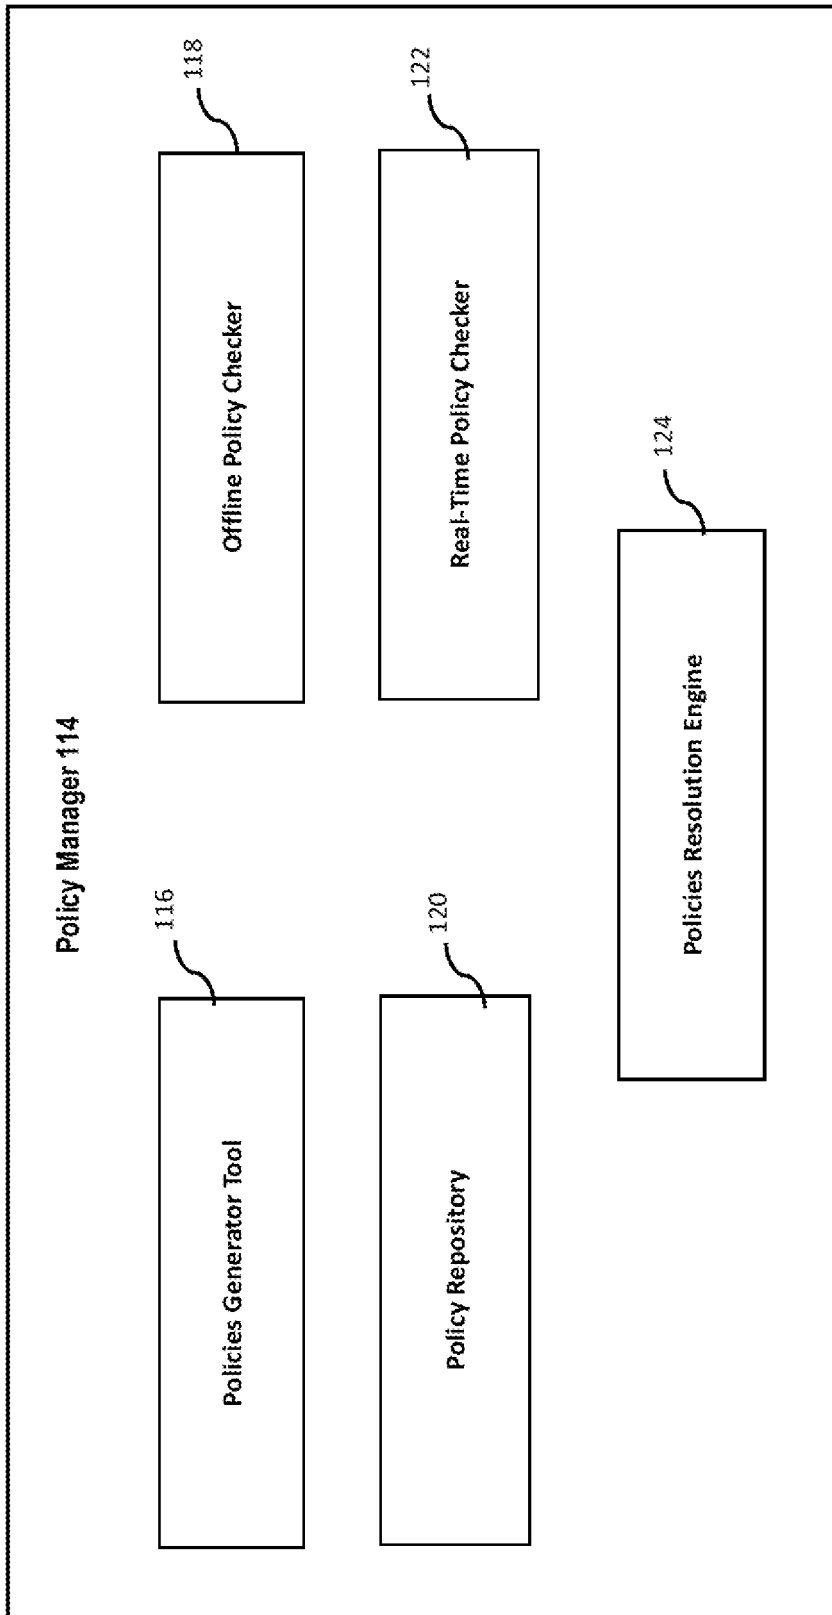 Policy Manager 114
116
118
Policies Generator Tool
Offline Policy Checker
120
122
Policy Repository
Real-Time Policy Checker
124
Policies Resolution Engine